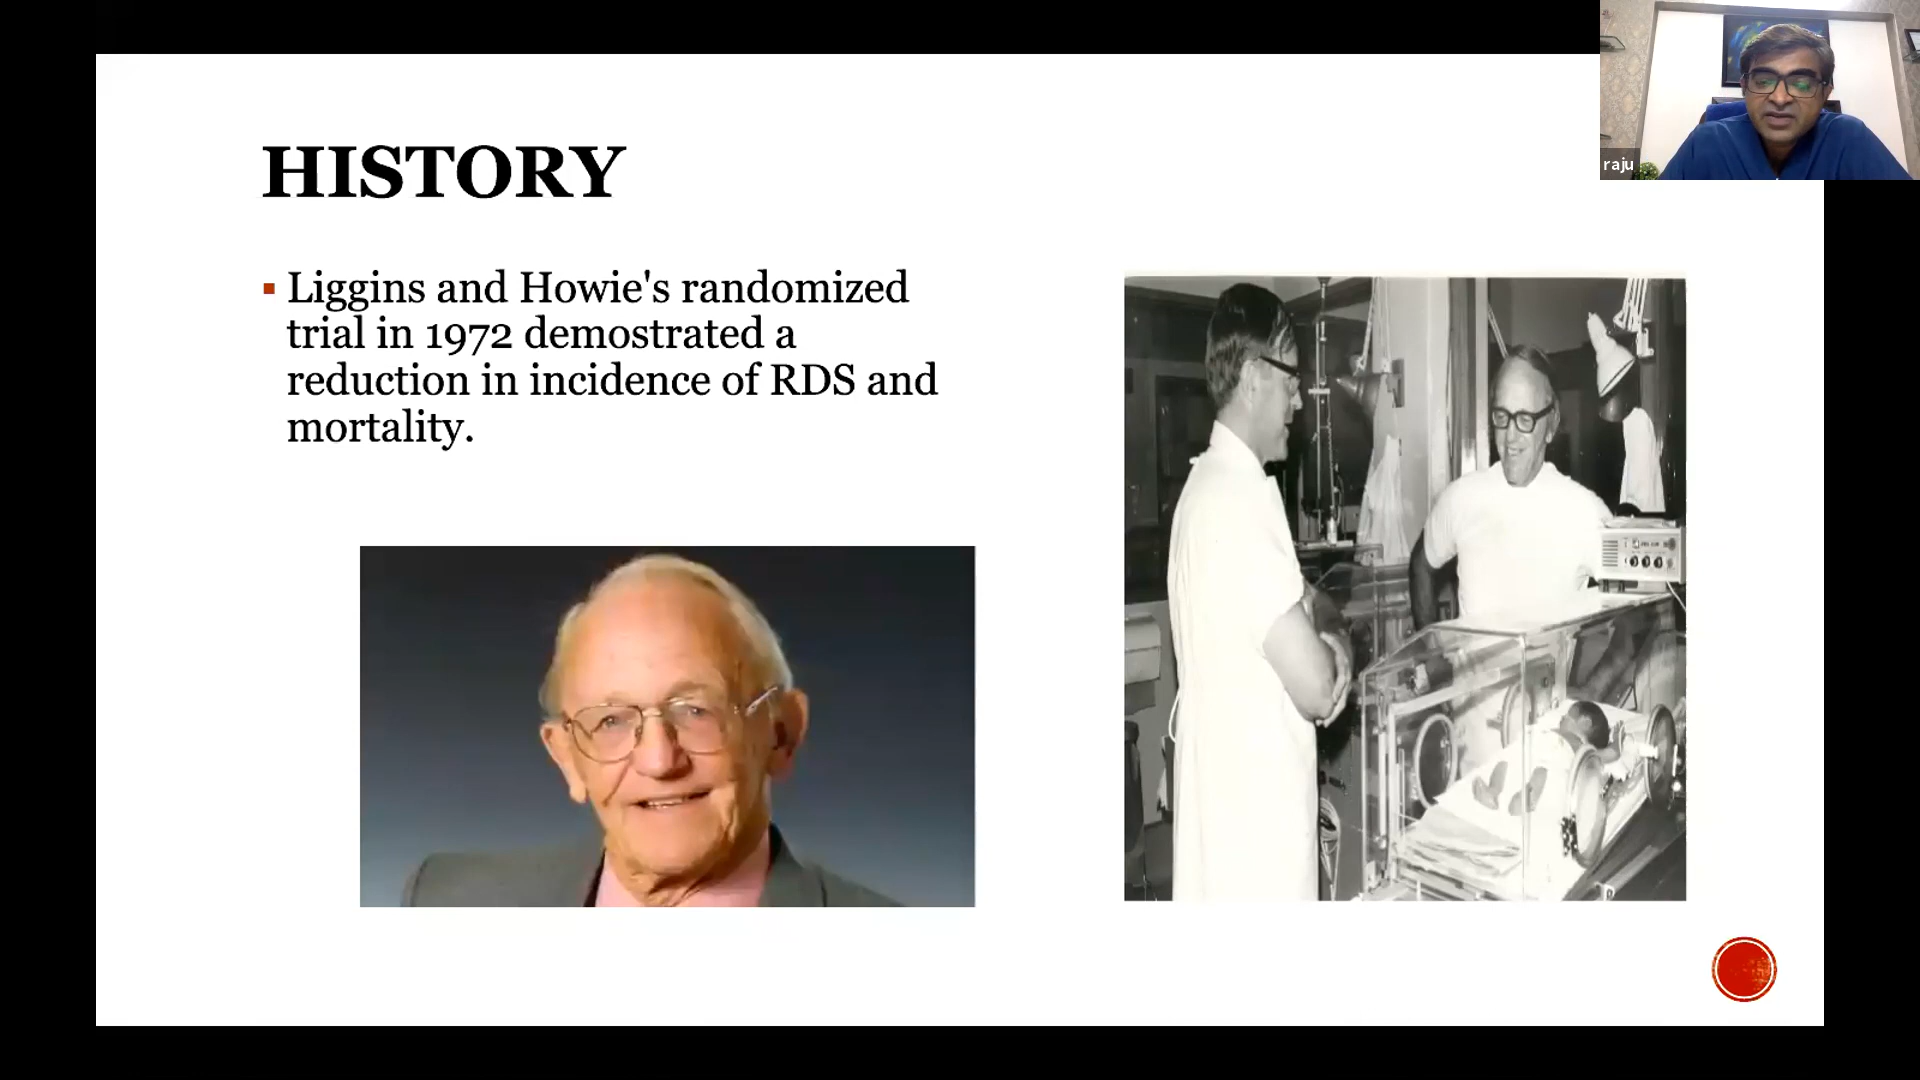 HISTORY
Liggins and Howie's randomized
trial in 1972 demostrated a
reduction in incidence of RDS and
mortality.
raju